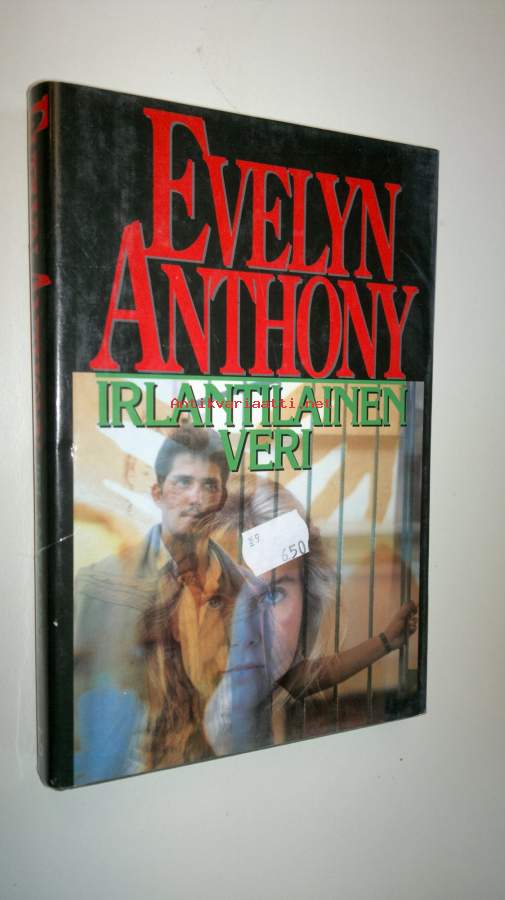 EVELYN
ANTHONY
IRLANTILAINEN
Antikvariaatti.net
VERI
650